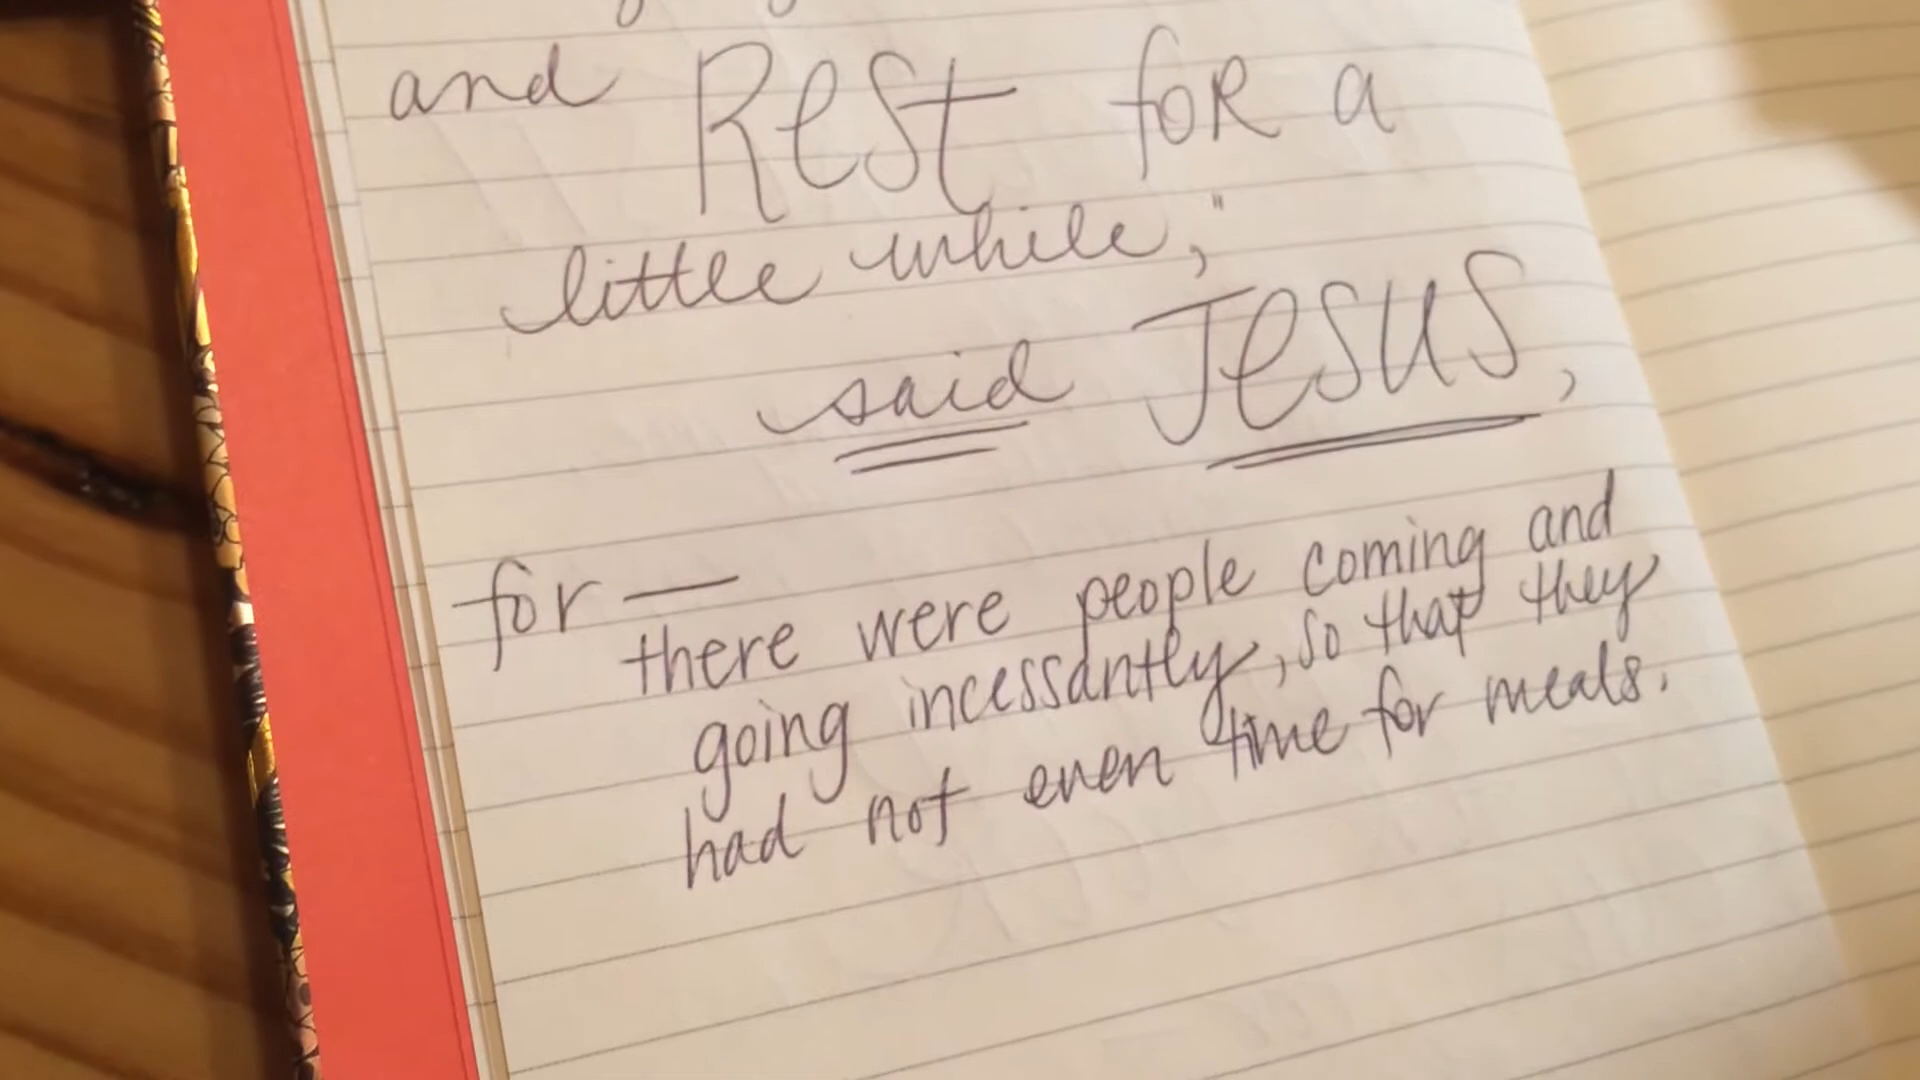 and Rest for a
little while,"
said Jesus,
for —
there were people coming and
going incessantly, so that they
had not even time for meals.